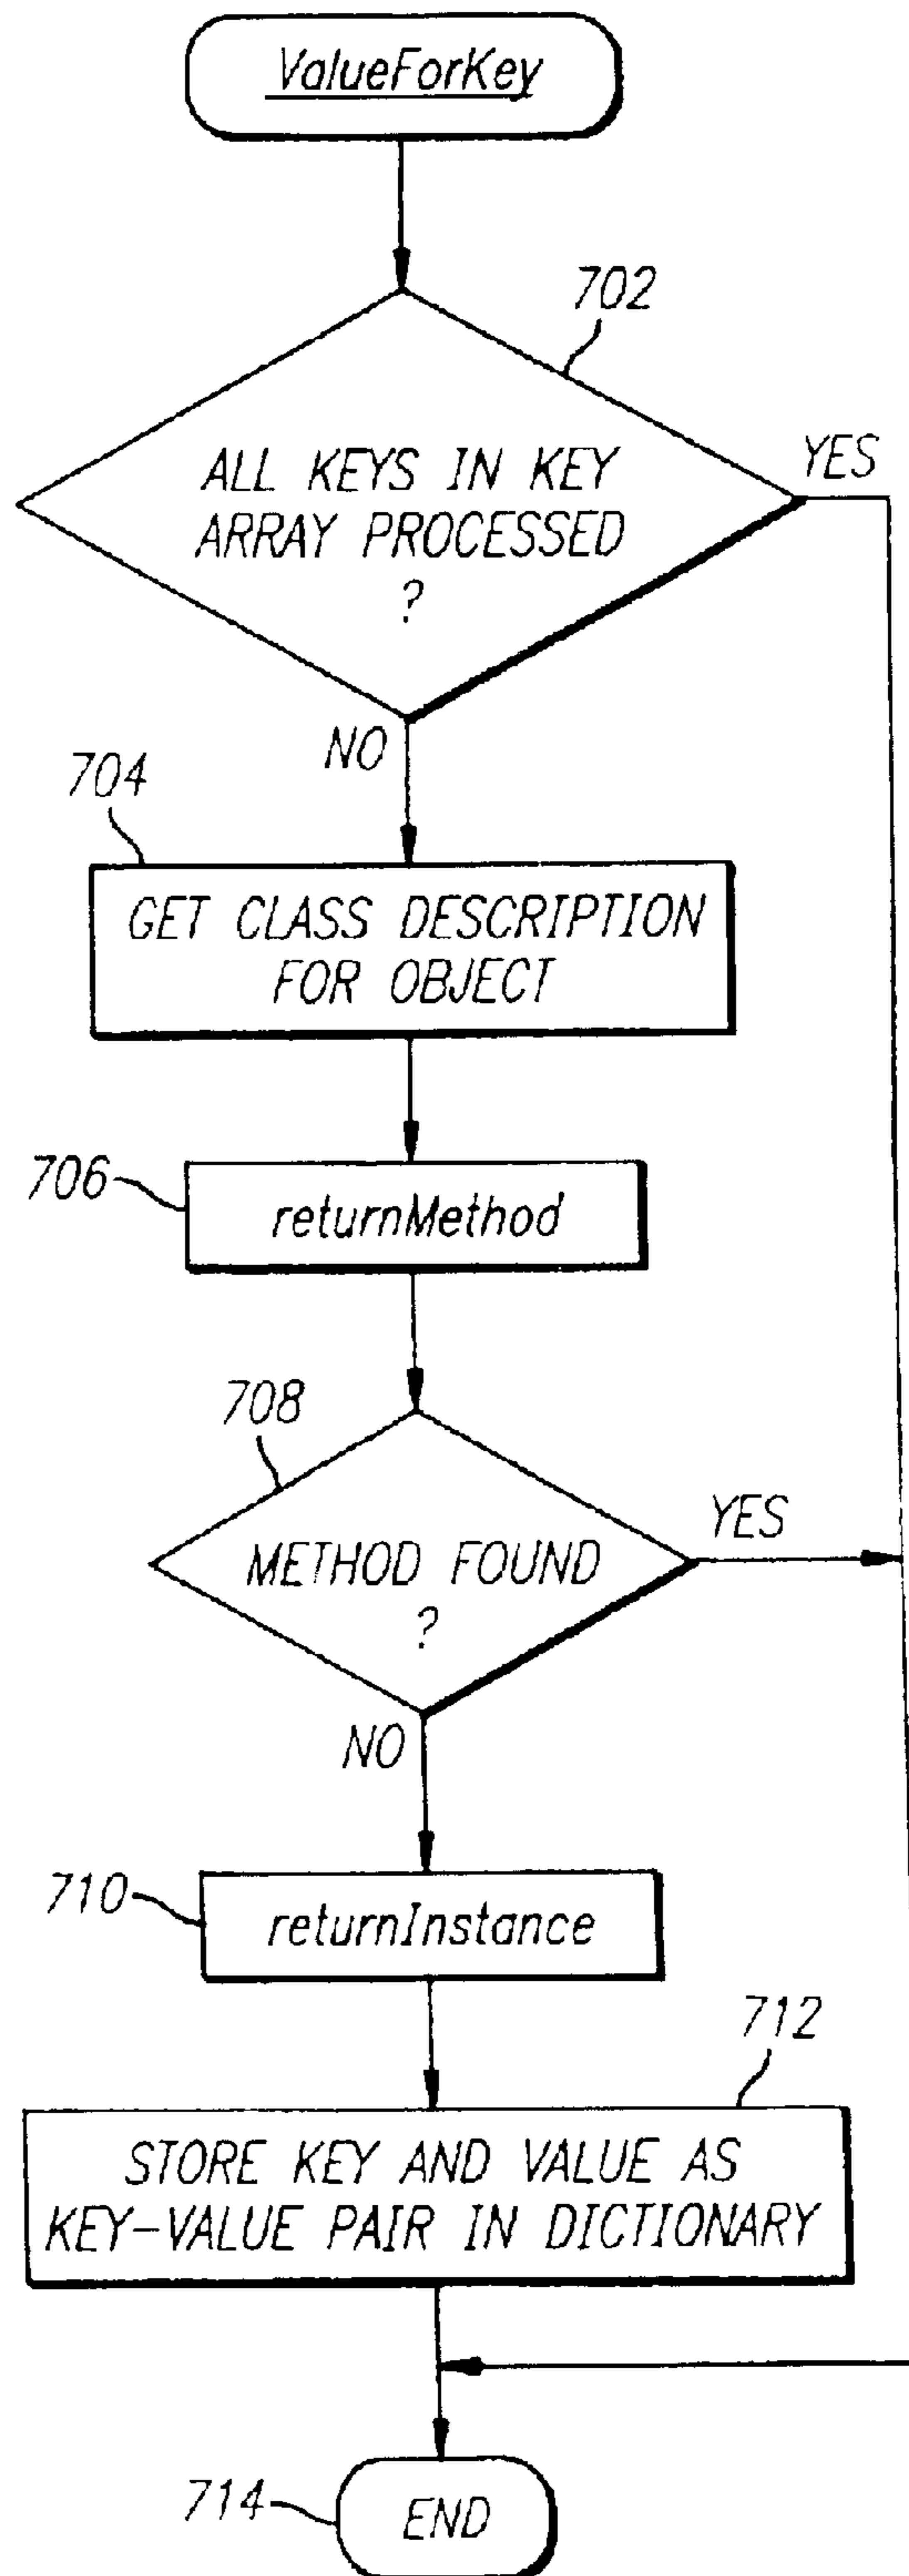 ValueForKey
702
ALL KEYS IN KEY
ARRAY PROCESSED
?
YES
NO
704
GET CLASS DESCRIPTION
FOR OBJECT
706
returnMethod
708
METHOD FOUND
?
YES
NO
710
returnInstance
712
STORE KEY AND VALUE AS
KEY-VALUE PAIR IN DICTIONARY
714
END